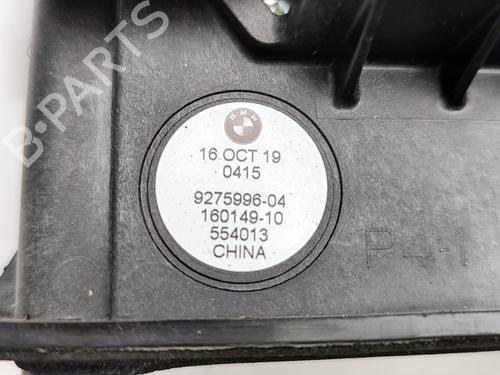 B-PARTS
BMW
16 OCT 19
0415
9275996-04
160149-10
554013
CHINA
P4-1